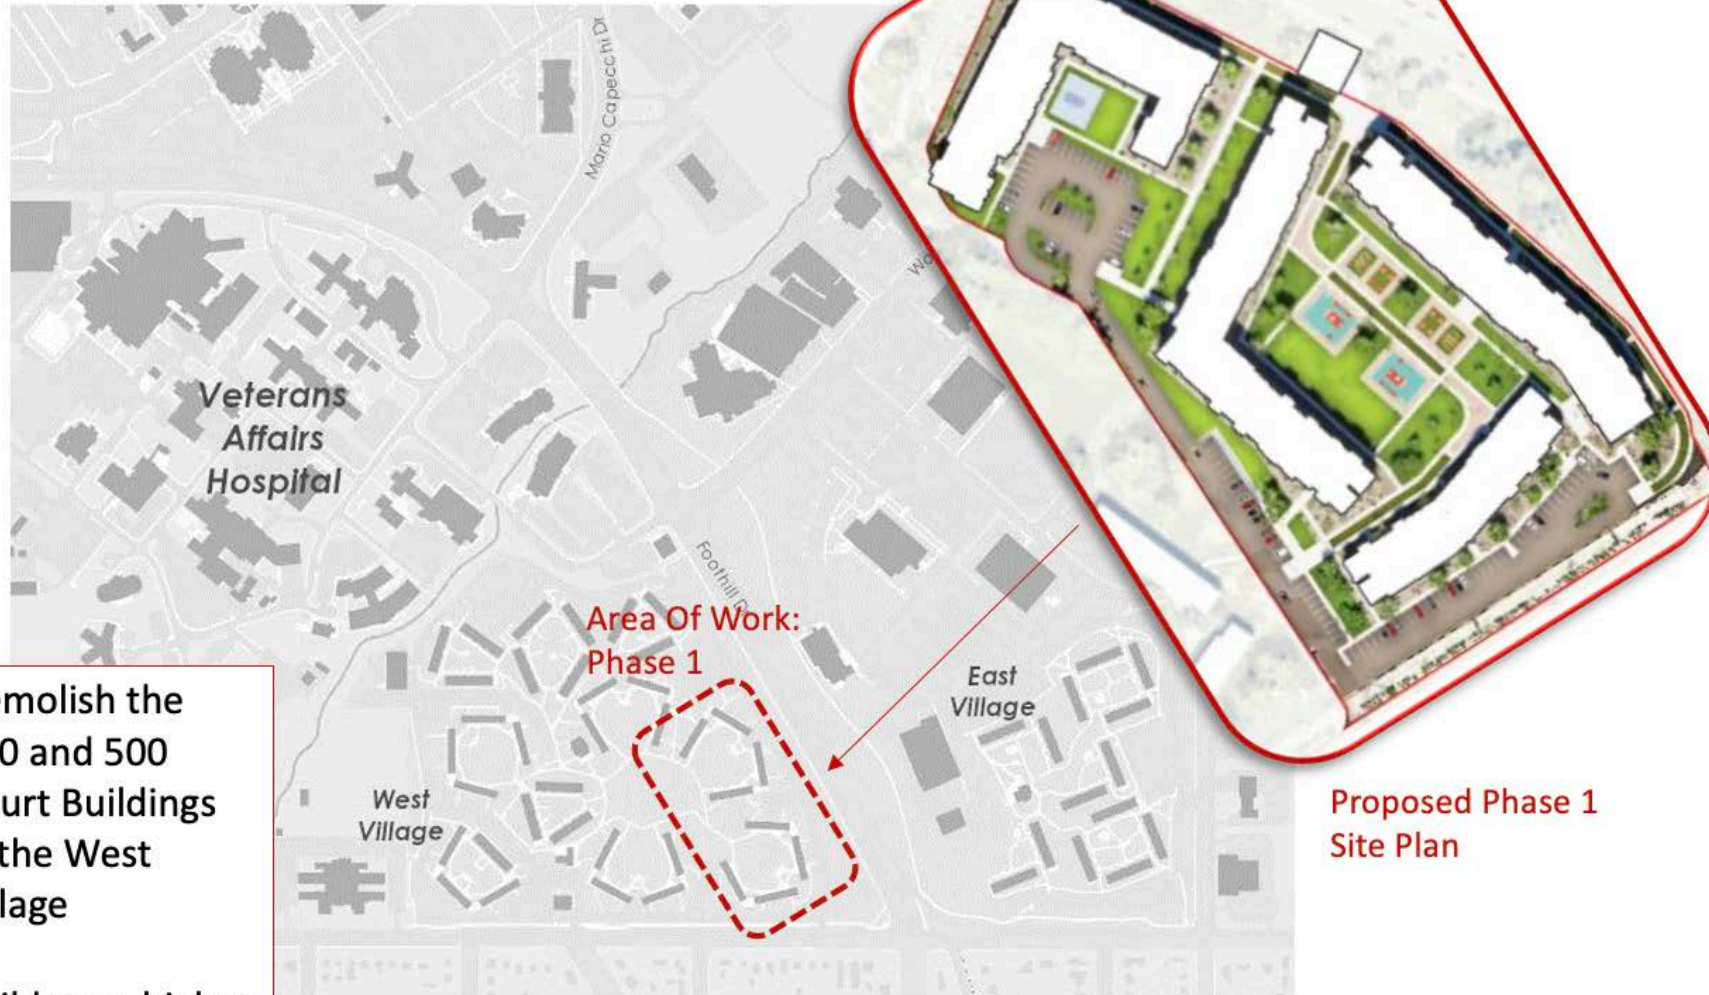 Mario Capecchi Dr
Veterans
Affairs
Hospital
Foothill Dr
Area Of Work:
Phase 1
East
Village
West
Village
molish the
0 and 500
urt Buildings
the West
lage
Proposed Phase 1
Site Plan